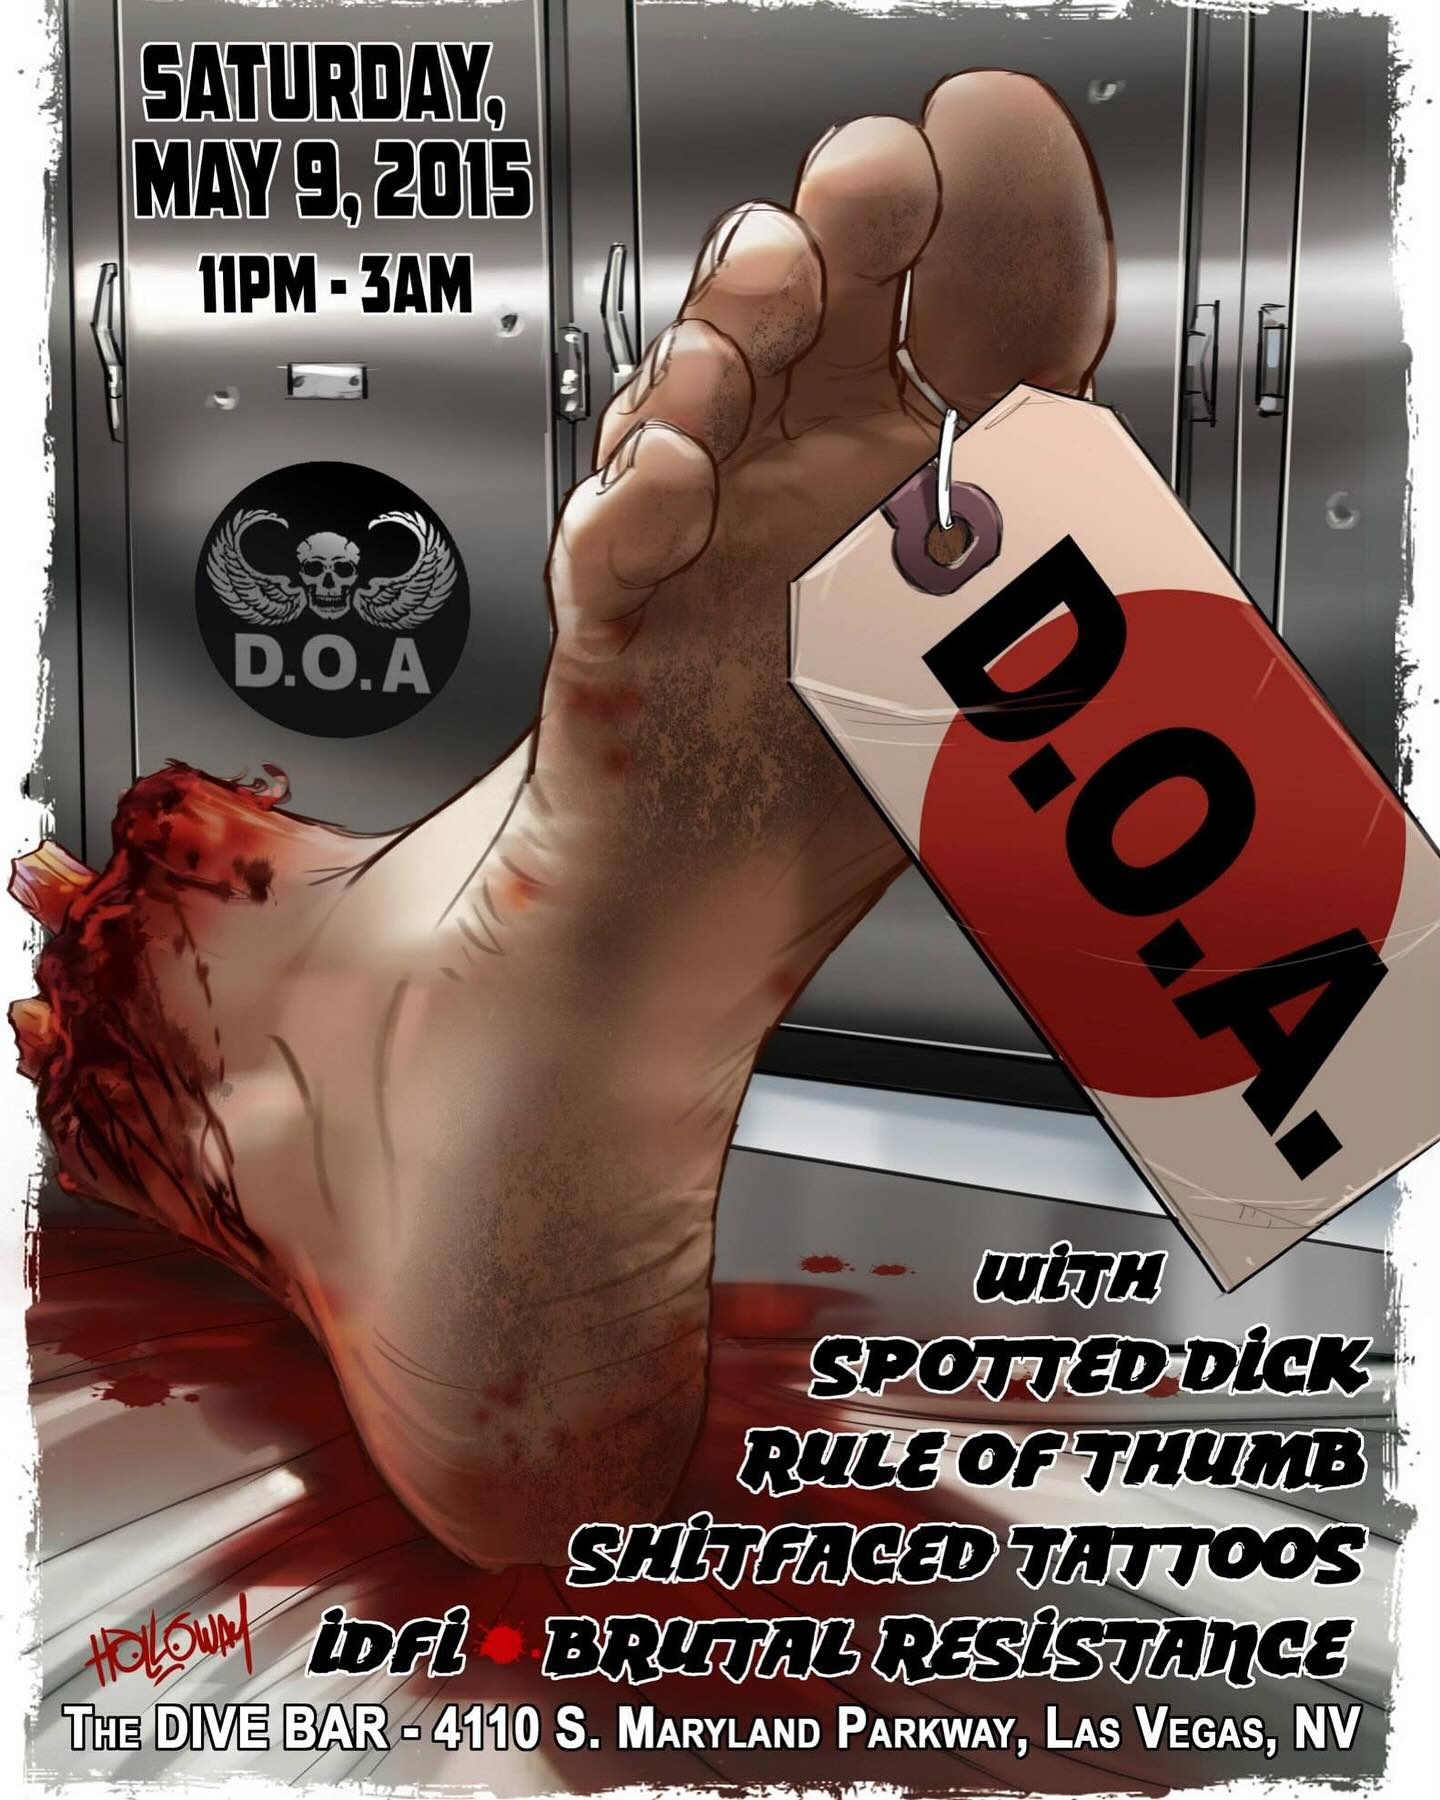 SATURDAY,
MAY 9, 2015
11PM - 3AM
D.O.A
D.O.A.
WITH
SPOTTED DICK
RULE OF THUMB
SHITFACED TATTOOS
IDFI • BRUTAL RESISTANCE
HOLLOWAY
THE DIVE BAR - 4110 S. MARYLAND PARKWAY, LAS VEGAS, NV